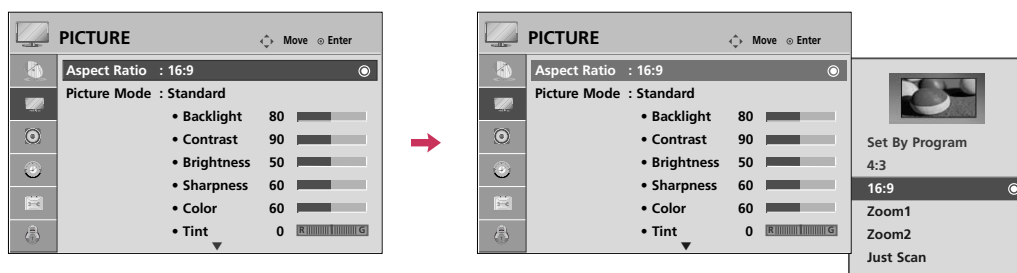 PICTURE
Move ⊙ Enter
Aspect Ratio : 16:9
Picture Mode : Standard
• Backlight 80
• Contrast 90
• Brightness 50
• Sharpness 60
• Color 60
• Tint 0 R G
PICTURE
Move ⊙ Enter
Aspect Ratio : 16:9
Picture Mode : Standard
• Backlight 80
• Contrast 90
• Brightness 50
• Sharpness 60
• Color 60
• Tint 0 R G
Set By Program
4:3
16:9
Zoom1
Zoom2
Just Scan